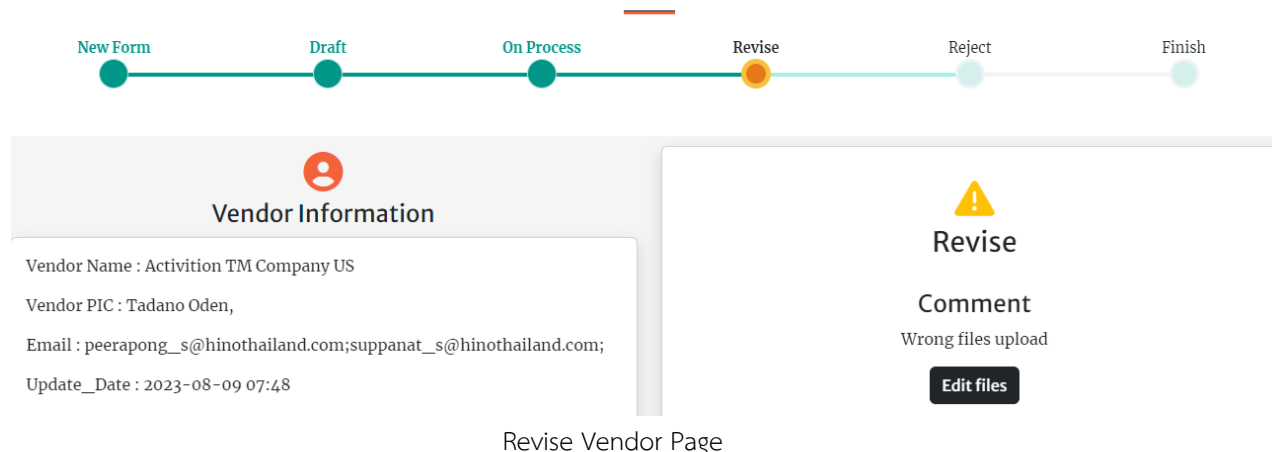 New Form Draft On Process Revise Reject Finish
Vendor Information
Vendor Name : Activition TM Company US
Vendor PIC : Tadano Oden,
Email : peerapong_s@hinothailand.com;suppanat_s@hinothailand.com;
Update_Date : 2023-08-09 07:48
Revise
Comment
Wrong files upload
Edit files
Revise Vendor Page